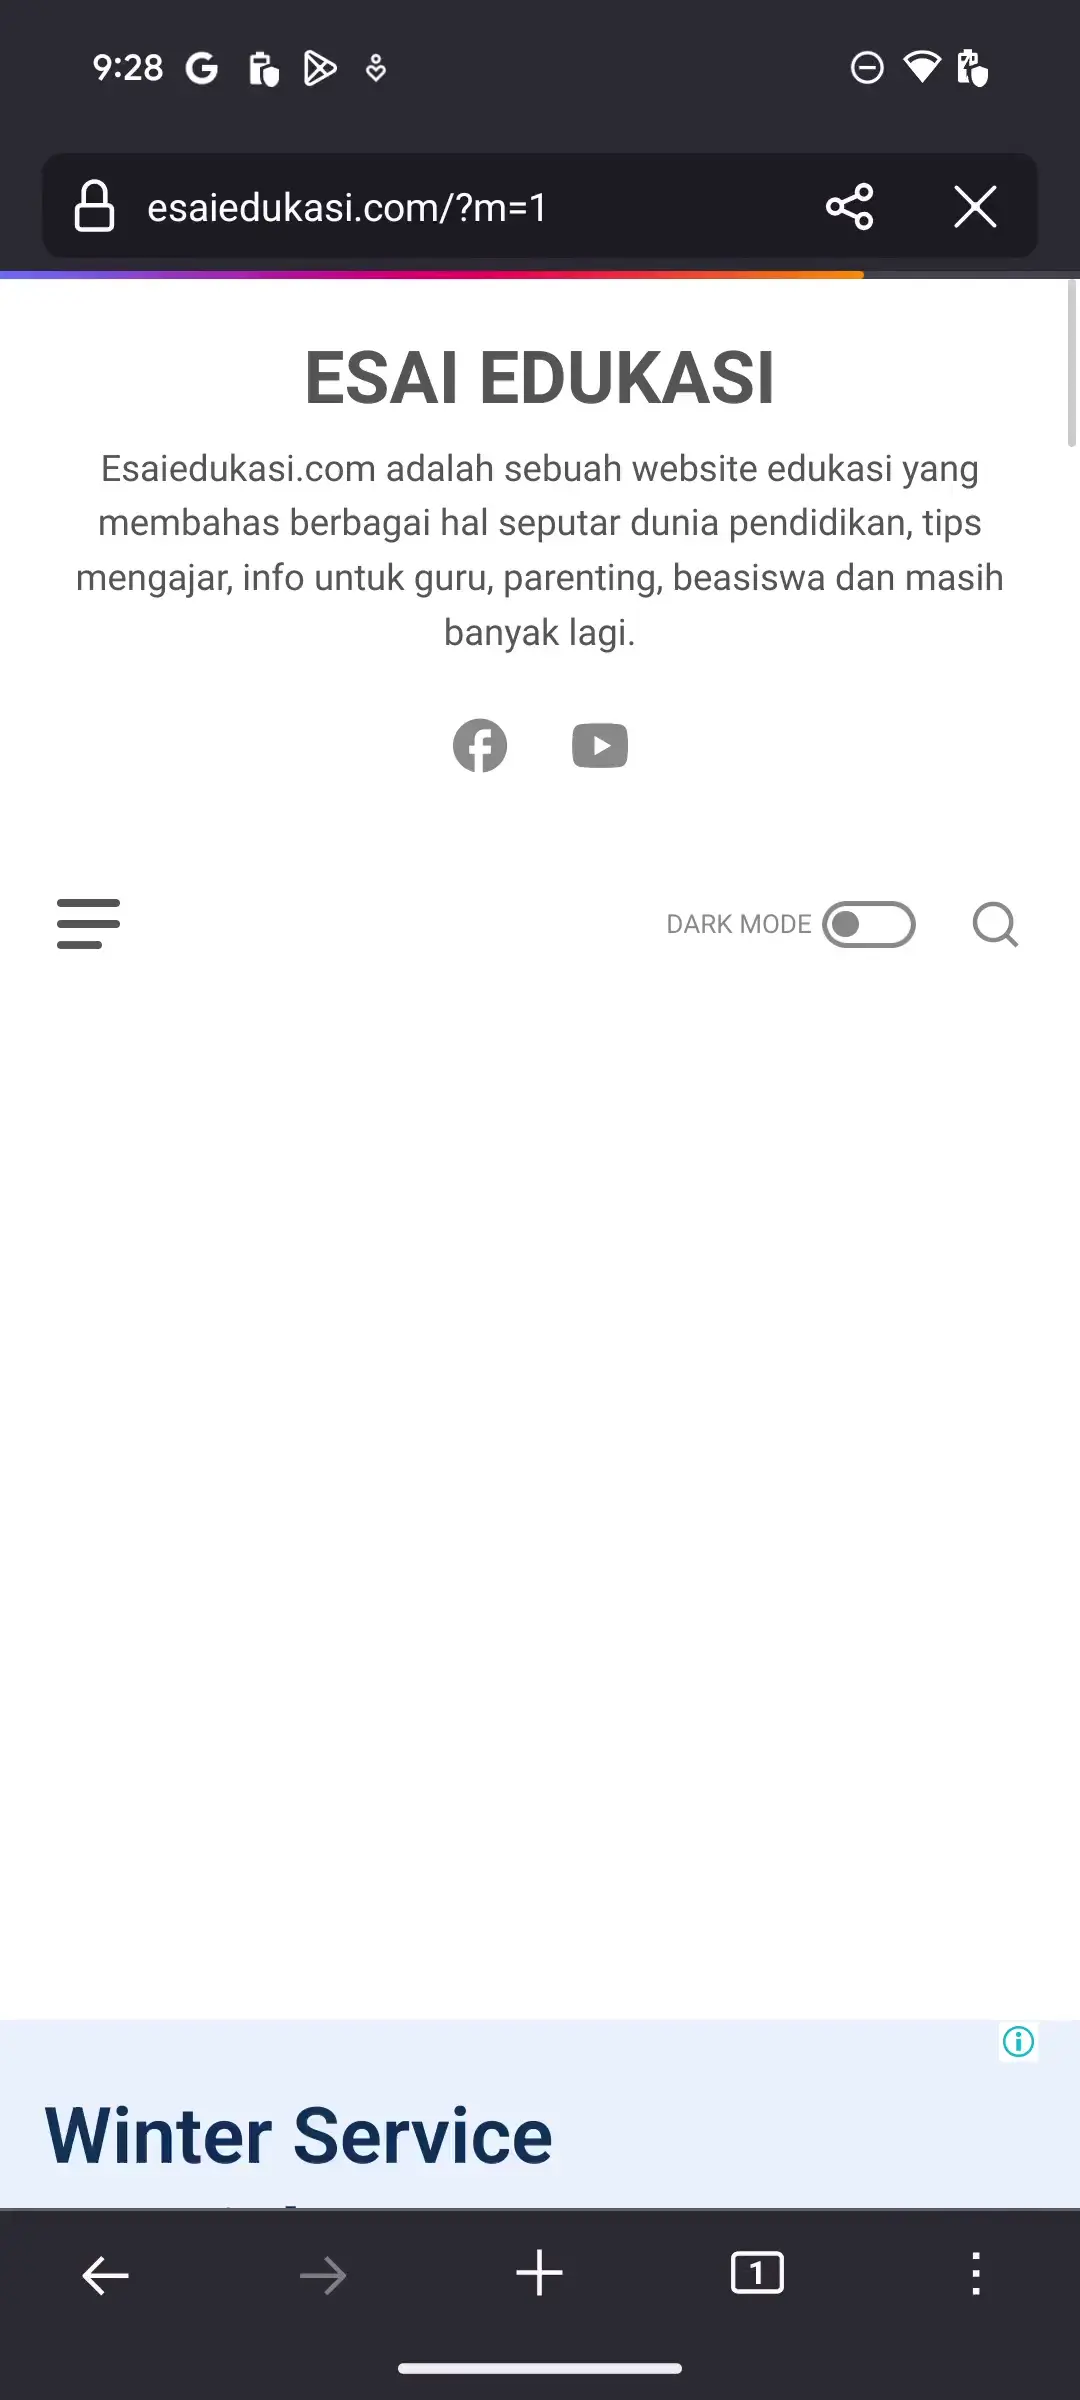 9:28
esaiedukasi.com/?m=1
ESAI EDUKASI
Esaiedukasi.com adalah sebuah website edukasi yang
membahas berbagai hal seputar dunia pendidikan, tips
mengajar, info untuk guru, parenting, beasiswa dan masih
banyak lagi.
DARK MODE
Winter Service
1